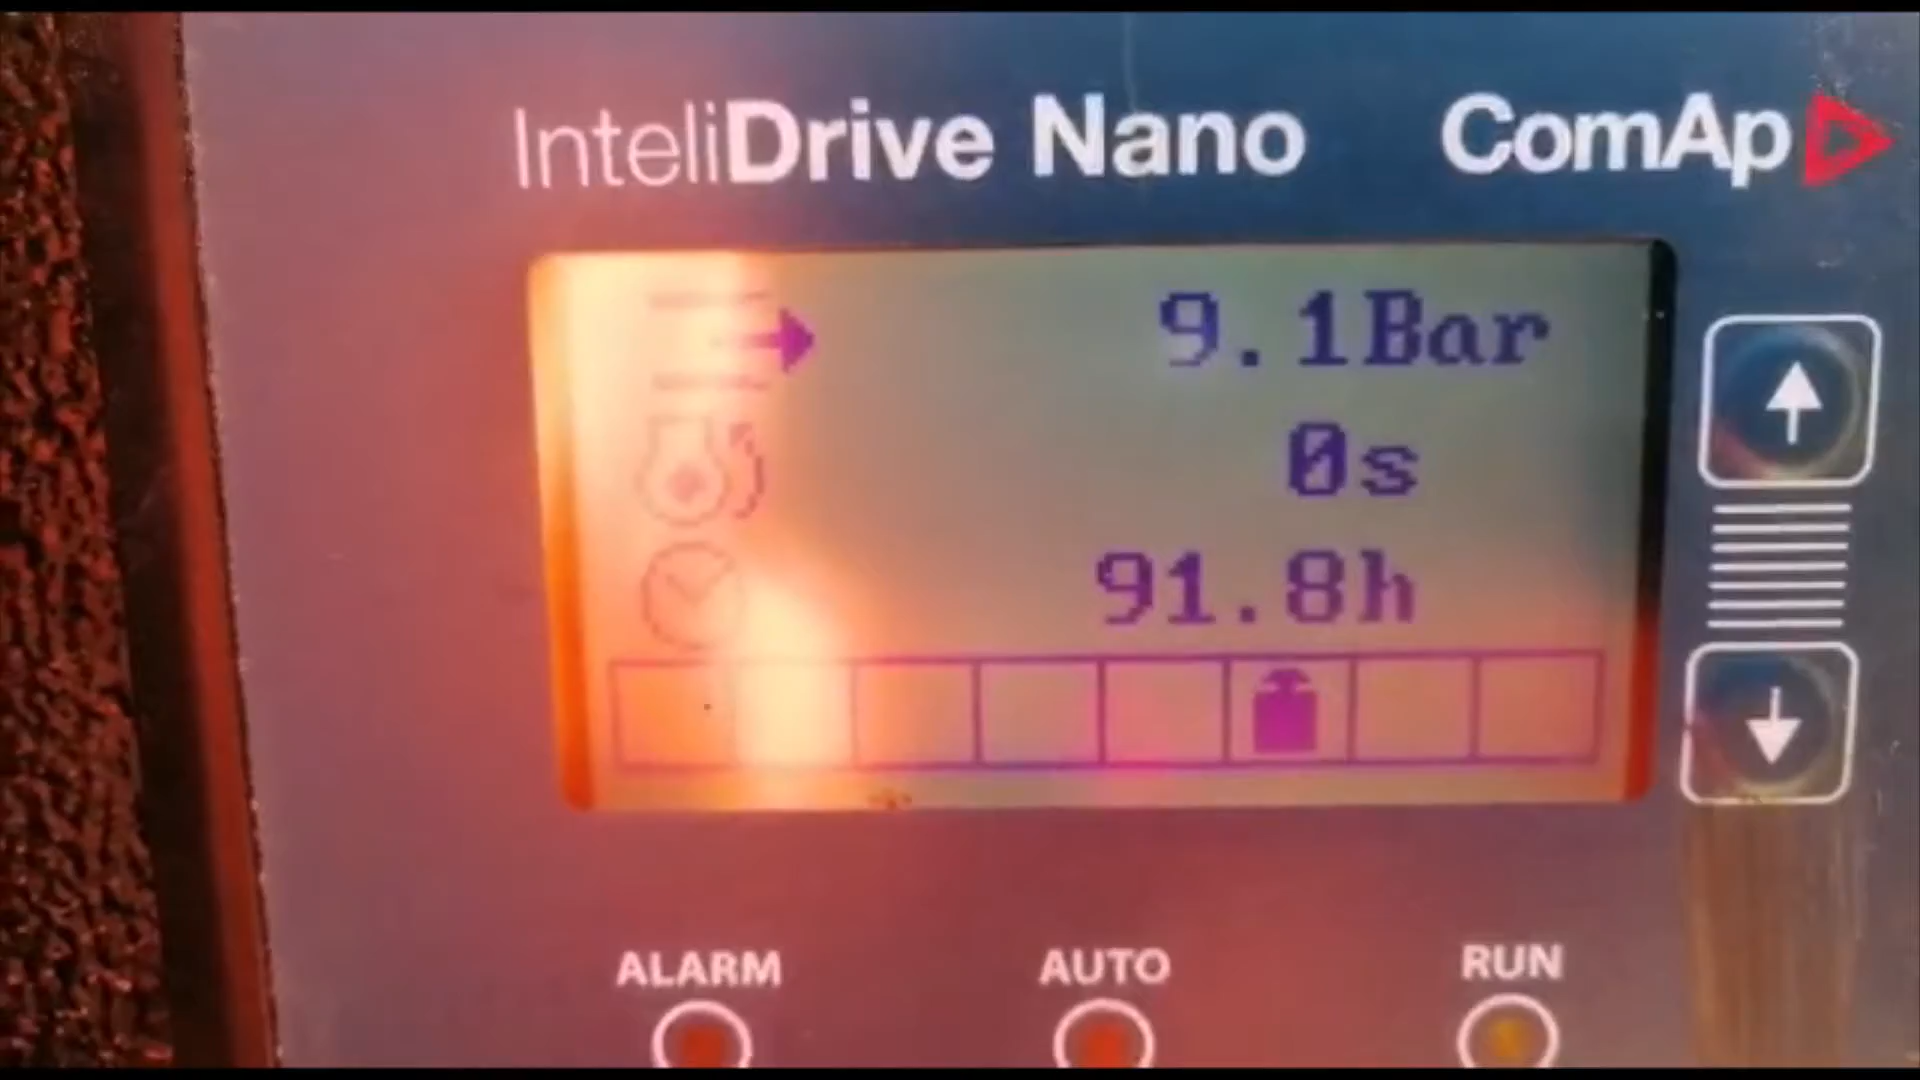 InteliDrive Nano ComAp
9.1Bar
0s
91.8h
ALARM AUTO RUN